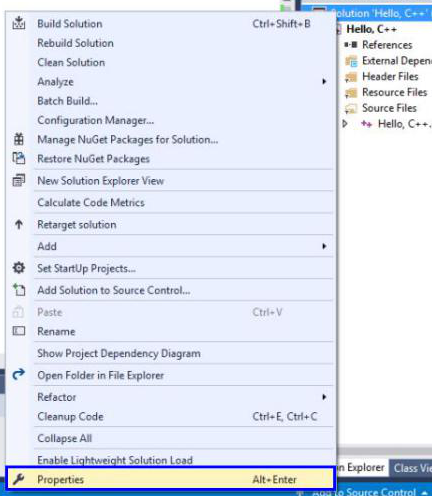 Build Solution Ctrl+Shift+B
Rebuild Solution
Clean Solution
Analyze
Batch Build...
Configuration Manager...
Manage NuGet Packages for Solution...
Restore NuGet Packages
New Solution Explorer View
Calculate Code Metrics
Retarget solution
Add
Set StartUp Projects...
Add Solution to Source Control...
Paste Ctrl+V
Rename
Show Project Dependency Diagram
Open Folder in File Explorer
Refactor
Cleanup Code Ctrl+E, Ctrl+C
Collapse All
Enable Lightweight Solution Load
Properties Alt+Enter
Solution 'Hello, C++'
Hello, C++
References
External Depen
Header Files
Resource Files
Source Files
Hello, C++.
n Explorer Class Vie
Add to Source Control